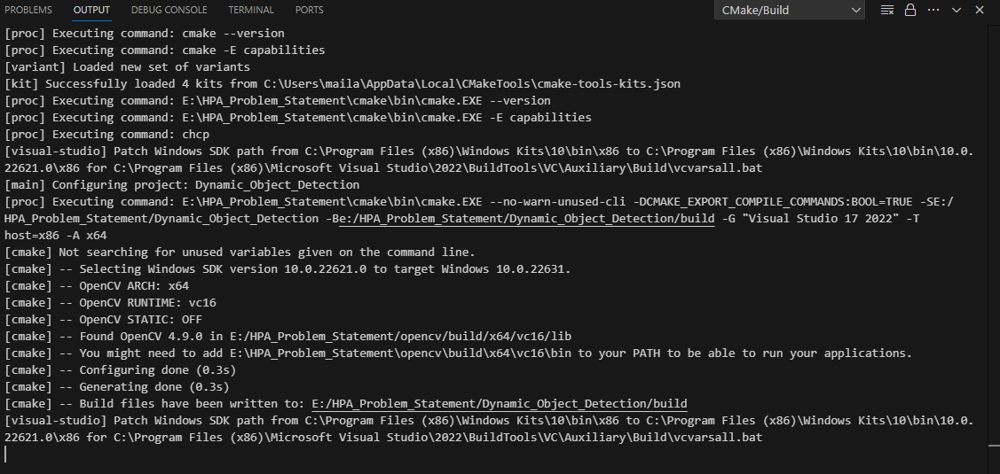 PROBLEMS OUTPUT DEBUG CONSOLE TERMINAL PORTS CMake/Build
[proc] Executing command: cmake --version
[proc] Executing command: cmake -E capabilities
[variant] Loaded new set of variants
[kit] Successfully loaded 4 kits from C:\Users\maila\AppData\Local\CMakeTools\cmake-tools-kits.json
[proc] Executing command: E:\HPA_Problem_Statement\cmake\bin\cmake.EXE --version
[proc] Executing command: E:\HPA_Problem_Statement\cmake\bin\cmake.EXE -E capabilities
[proc] Executing command: chcp
[visual-studio] Patch Windows SDK path from C:\Program Files (x86)\Windows Kits\10\bin\x86 to C:\Program Files (x86)\Windows Kits\10\bin\10.0.
22621.0\x86 for C:\Program Files (x86)\Microsoft Visual Studio\2022\BuildTools\VC\Auxiliary\Build\vcvarsall.bat
[main] Configuring project: Dynamic_Object_Detection
[proc] Executing command: E:\HPA_Problem_Statement\cmake\bin\cmake.EXE --no-warn-unused-cli -DCMAKE_EXPORT_COMPILE_COMMANDS:BOOL=TRUE -SE:/
HPA_Problem_Statement/Dynamic_Object_Detection -Be:/HPA_Problem_Statement/Dynamic_Object_Detection/build -G "Visual Studio 17 2022" -T
host=x86 -A x64
[cmake] Not searching for unused variables given on the command line.
[cmake] -- Selecting Windows SDK version 10.0.22621.0 to target Windows 10.0.22631.
[cmake] -- OpenCV ARCH: x64
[cmake] -- OpenCV RUNTIME: vc16
[cmake] -- OpenCV STATIC: OFF
[cmake] -- Found OpenCV 4.9.0 in E:/HPA_Problem_Statement/opencv/build/x64/vc16/lib
[cmake] -- You might need to add E:\HPA_Problem_Statement\opencv\build\x64\vc16\bin to your PATH to be able to run your applications.
[cmake] -- Configuring done (0.3s)
[cmake] -- Generating done (0.3s)
[cmake] -- Build files have been written to: E:/HPA_Problem_Statement/Dynamic_Object_Detection/build
[visual-studio] Patch Windows SDK path from C:\Program Files (x86)\Windows Kits\10\bin\x86 to C:\Program Files (x86)\Windows Kits\10\bin\10.0.
22621.0\x86 for C:\Program Files (x86)\Microsoft Visual Studio\2022\BuildTools\VC\Auxiliary\Build\vcvarsall.bat